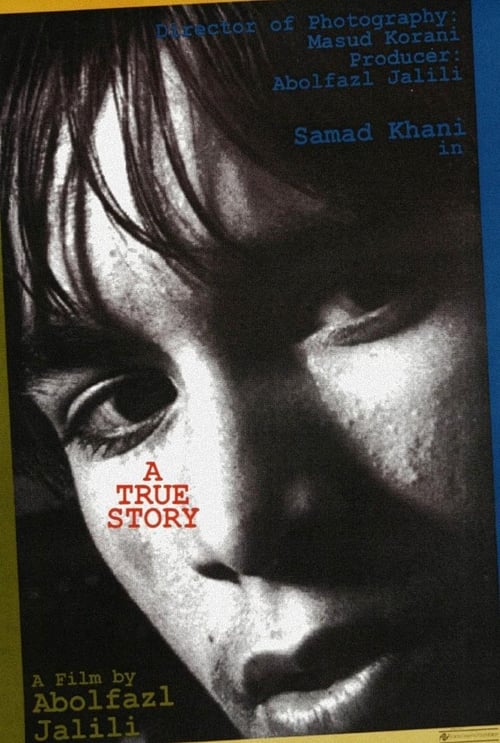 Director of Photography:
Masud Korani
Producer:
Abolfazl Jalili
Samad Khani
in
A
TRUE
STORY
A Film by
Abolfazl
Jalili